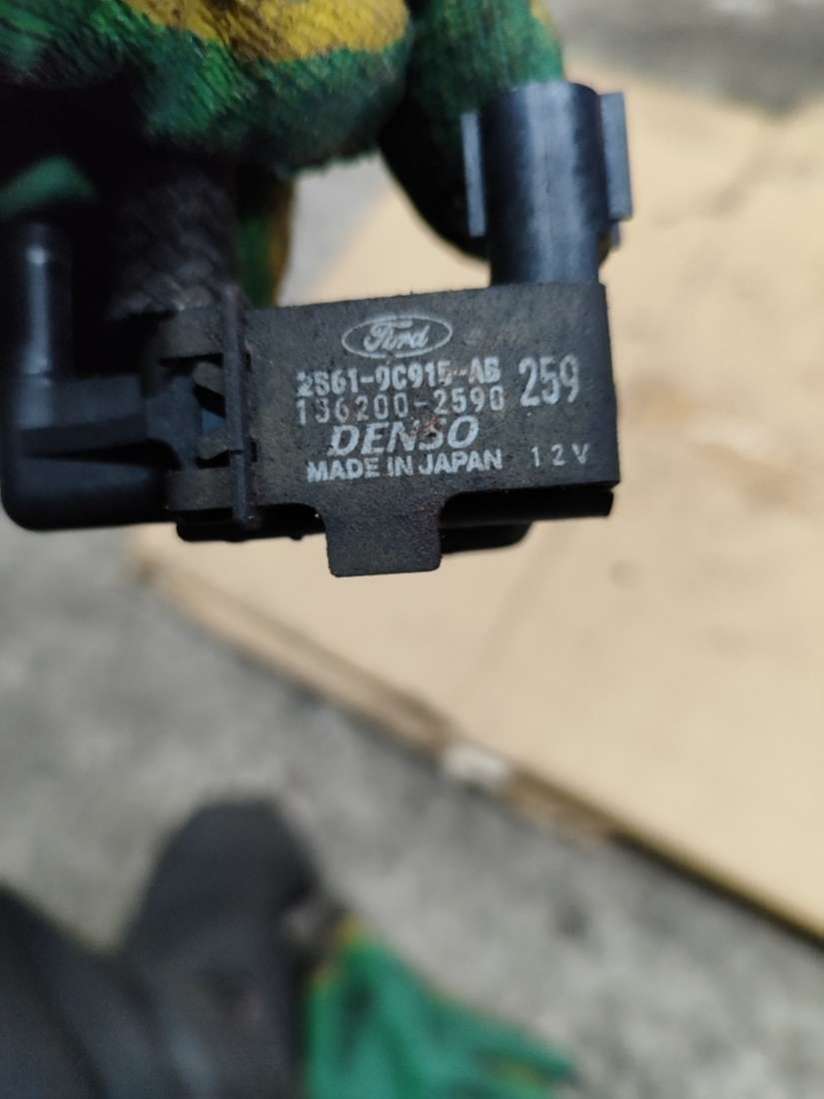 Ford
2S61-9C915-AB
136200-2590 259
DENSO
MADE IN JAPAN 12V